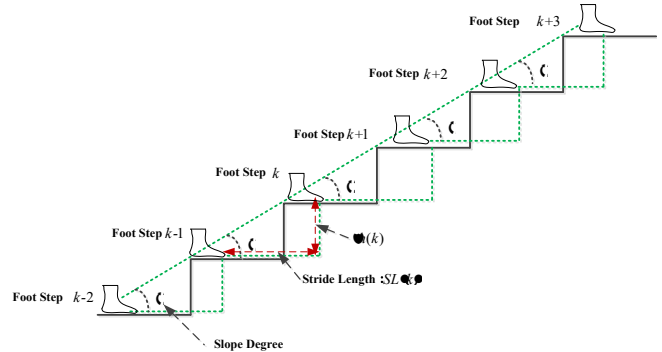 Foot Step k+3
Foot Step k+2
Foot Step k+1
Foot Step k
Foot Step k-1
(k)
Stride Length :SL
Foot Step k-2
Slope Degree